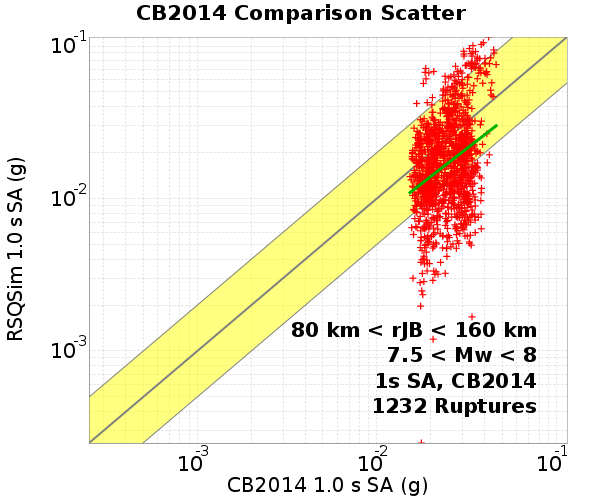 CB2014 Comparison Scatter
RSQSim 1.0 s SA (g)
10-1
10-2
10-3
80 km < rJB < 160 km
7.5 < Mw < 8
1s SA, CB2014
1232 Ruptures
10-3
10-2
10-1
CB2014 1.0 s SA (g)